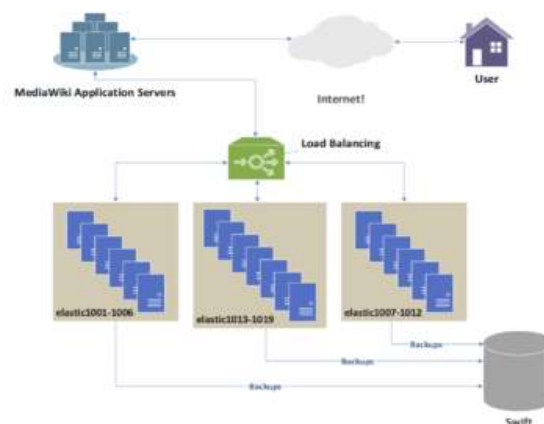 MediaWiki Application Servers
Internet!
User
Load Balancing
elastic1001-1006
elastic1013-1019
elastic1007-1012
Backups
Backups
Backups
Swift